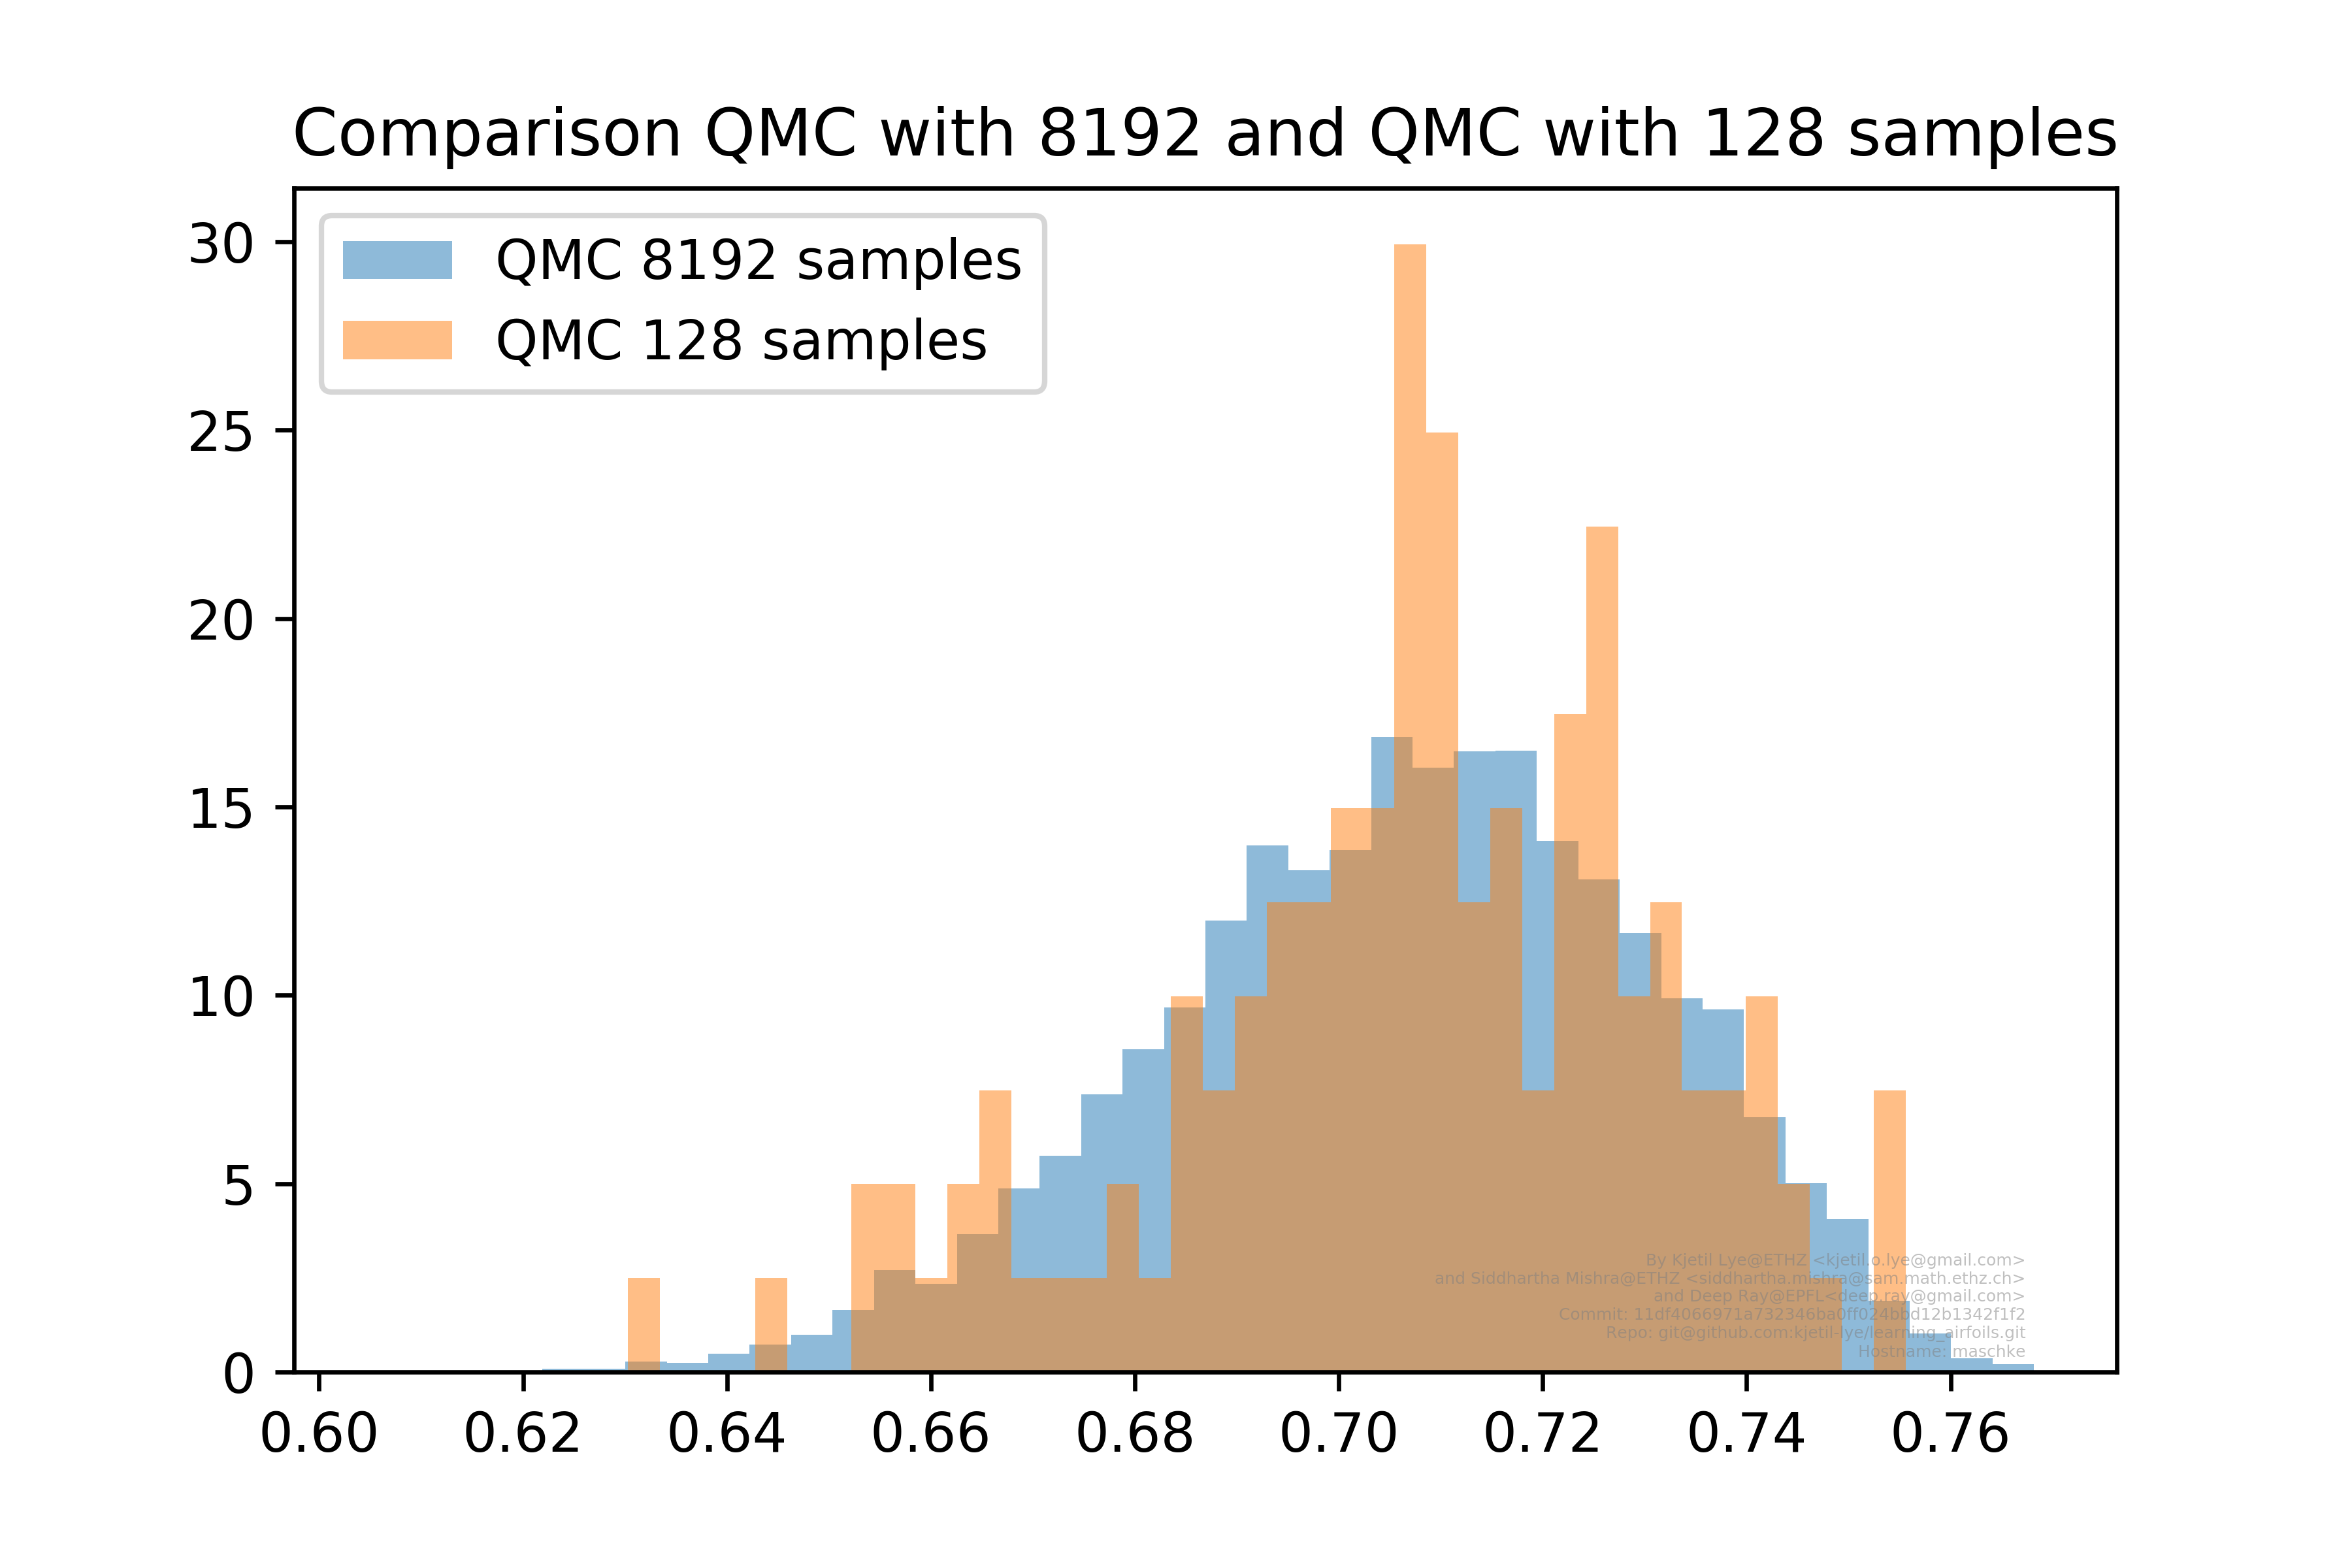 Comparison QMC with 8192 and QMC with 128 samples
QMC 8192 samples
QMC 128 samples
30
25
20
15
10
5
0
By Kjetil Lye@ETHZ <kjetil.o.lye@gmail.com>
and Siddhartha Mishra@ETHZ <siddhartha.mishra@sam.math.ethz.ch>
and Deep Ray@EPFL<deep.ray@gmail.com>
Commit: 11df4066971a732346ba0ff024bbd12b1342f1f2
Repo: git@github.com:kjetil-lye/learning_airfoils.git
Hostname: maschke
0.60 0.62 0.64 0.66 0.68 0.70 0.72 0.74 0.76